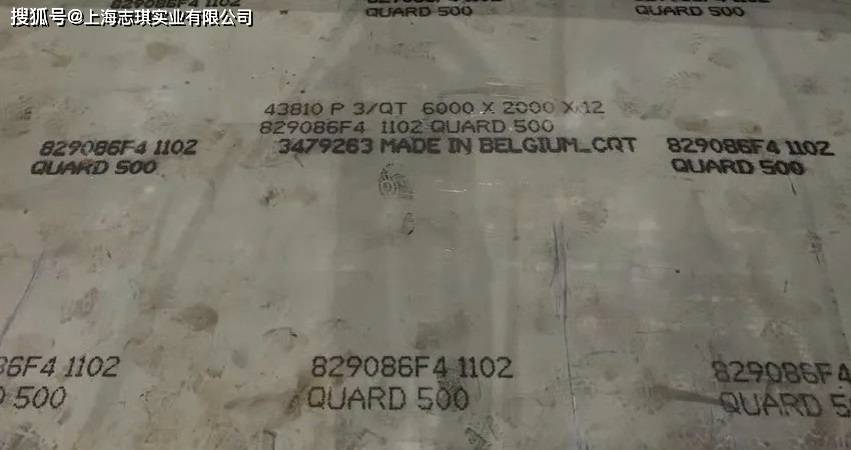 搜狐号@上海志琪实业有限公司
829086F4 1102
QUARD 500
QUARD 500
43810 P 3/QT 6000 X 2000 X 12
829086F4 1102 QUARD 500
3479263 MADE IN BELGIUM_CQT
829086F4 1102
QUARD 500
829086F4 1102
QUARD 500
86F4 1102
500
829086F4 1102
QUARD 500
829086F4
QUARD 5